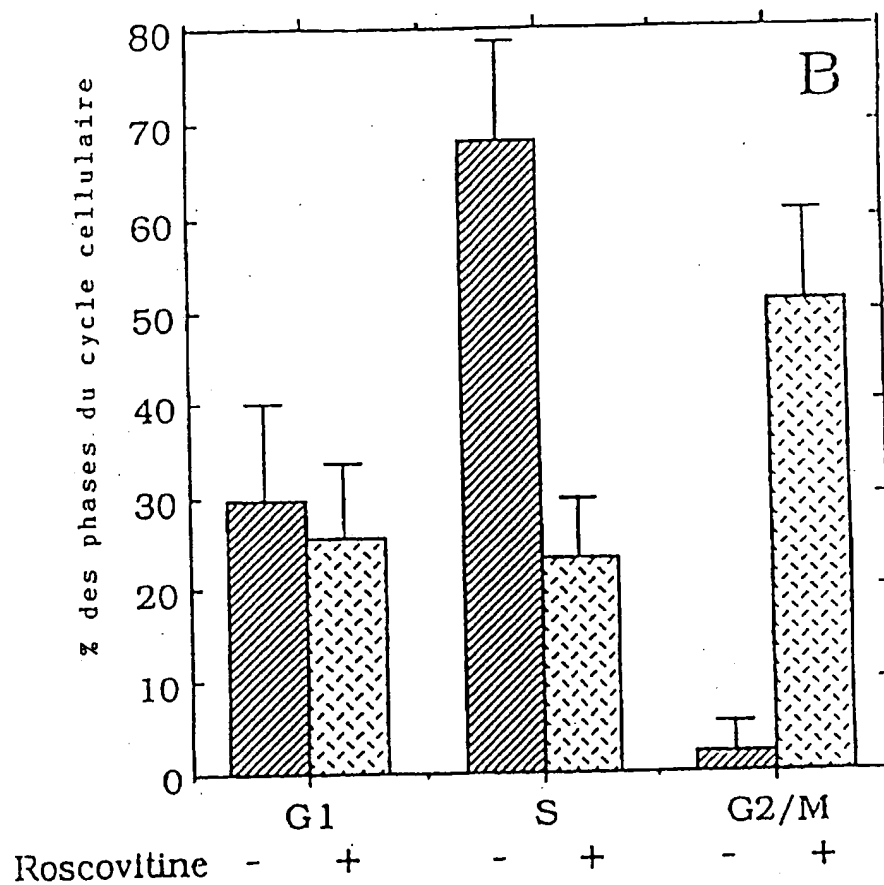 80
B
70
60
50
40
30
20
10
0
% des phases du cycle cellulaire
G1 S G2/M
Roscovitine - + - + - +